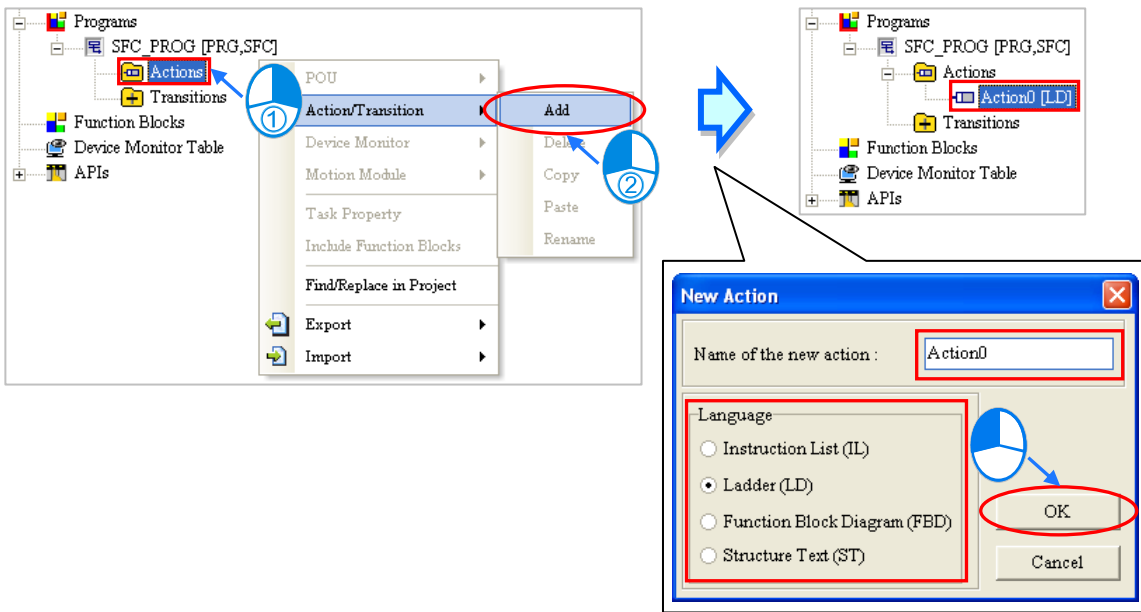 Programs
SFC_PROG [PRG,SFC]
Actions
Transitions
Function Blocks
Device Monitor Table
APIs
①
POU
Action/Transition
Device Monitor
Motion Module
Task Property
Include Function Blocks
Find/Replace in Project
Export
Import
Add
Delete
Copy
Paste
Rename
②
Programs
SFC_PROG [PRG,SFC]
Actions
Action0 [LD]
Transitions
Function Blocks
Device Monitor Table
APIs
New Action
Name of the new action : Action0
Language
Instruction List (IL)
Ladder (LD)
Function Block Diagram (FBD)
Structure Text (ST)
OK
Cancel